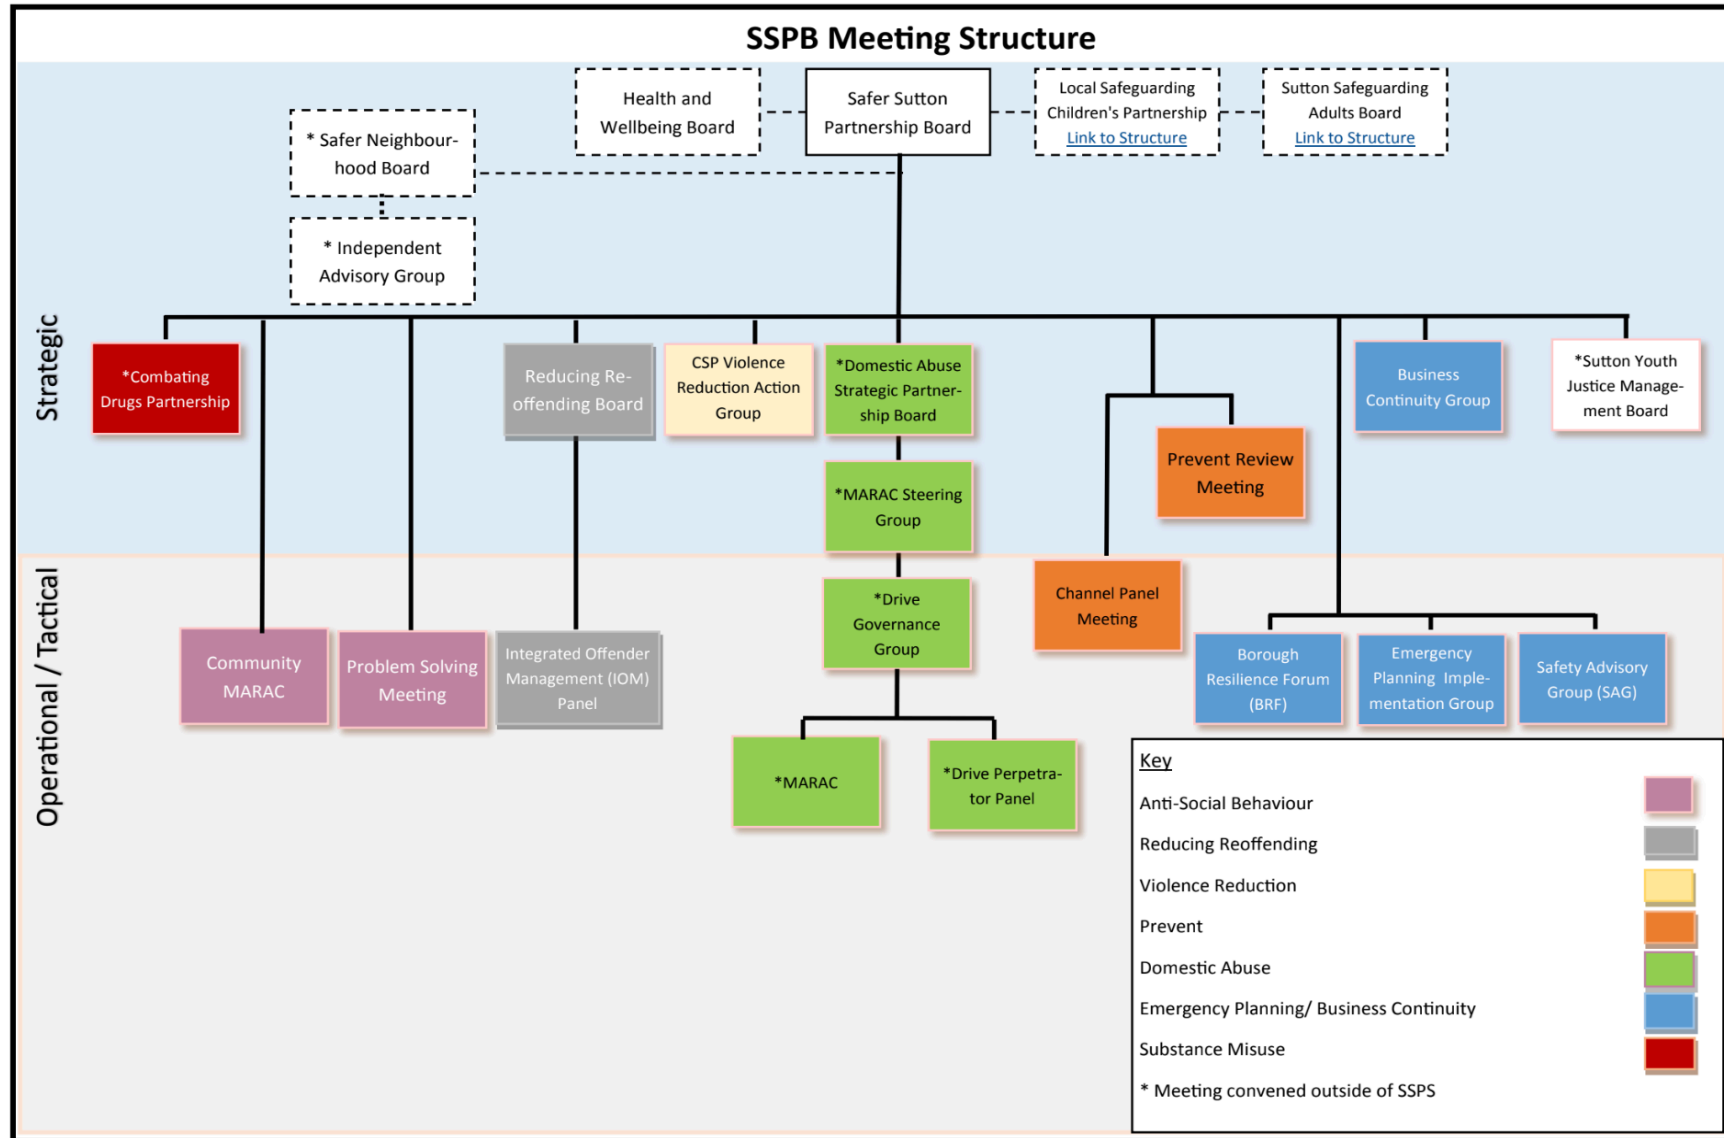 SSPB Meeting Structure
Health and
Wellbeing Board
Safer Sutton
Partnership Board
Local Safeguarding
Children's Partnership
Link to Structure
Sutton Safeguarding
Adults Board
Link to Structure
* Safer Neighbour-
hood Board
* Independent
Advisory Group
Strategic
*Combating
Drugs Partnership
Reducing Re-
offending Board
CSP Violence
Reduction Action
Group
*Domestic Abuse
Strategic Partner-
ship Board
Business
Continuity Group
*Sutton Youth
Justice Manage-
ment Board
Prevent Review
Meeting
*MARAC Steering
Group
Operational / Tactical
Community
MARAC
Problem Solving
Meeting
Integrated Offender
Management (IOM)
Panel
*Drive
Governance
Group
Channel Panel
Meeting
Borough
Resilience Forum
(BRF)
Emergency
Planning Imple-
mentation Group
Safety Advisory
Group (SAG)
*MARAC
*Drive Perpetra-
tor Panel
Key
Anti-Social Behaviour
Reducing Reoffending
Violence Reduction
Prevent
Domestic Abuse
Emergency Planning/ Business Continuity
Substance Misuse
* Meeting convened outside of SSPS